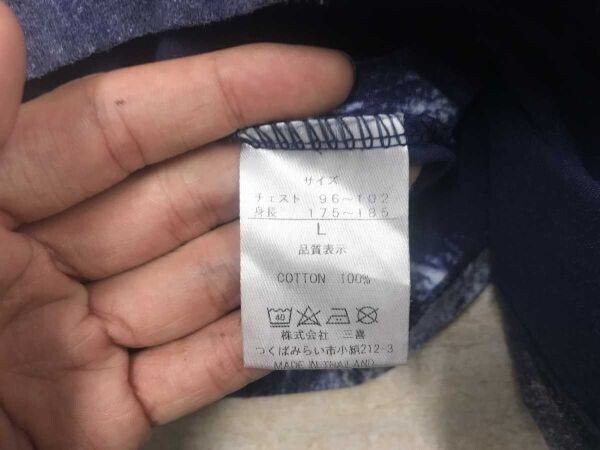 サイズ
チェスト 96～102
身長 175～185
L
品質表示
COTTON 100%
40
株式会社 三喜
つくばみらい市小絹212-3
MADE IN THAILAND